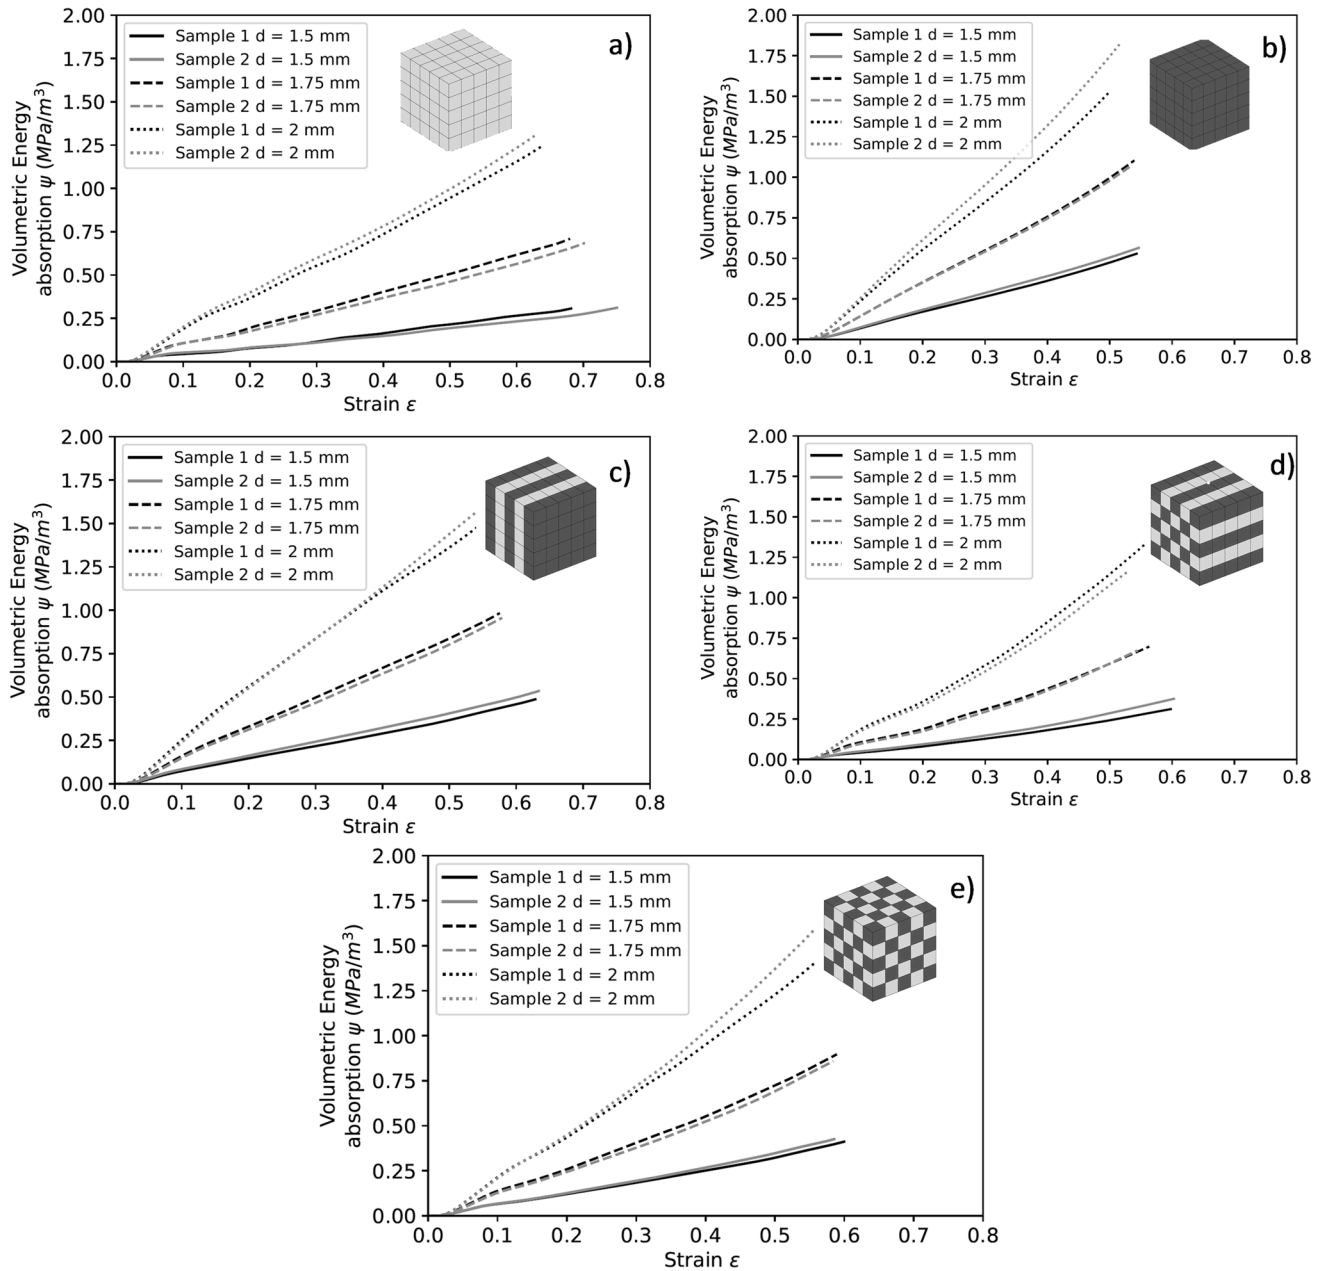 a)
Sample 1 d = 1.5 mm
Sample 2 d = 1.5 mm
Sample 1 d = 1.75 mm
Sample 2 d = 1.75 mm
Sample 1 d = 2 mm
Sample 2 d = 2 mm
Volumetric Energy
absorption ψ (MPa/m³)
2.00
1.75
1.50
1.25
1.00
0.75
0.50
0.25
0.00
0.0 0.1 0.2 0.3 0.4 0.5 0.6 0.7 0.8
Strain ε
b)
Sample 1 d = 1.5 mm
Sample 2 d = 1.5 mm
Sample 1 d = 1.75 mm
Sample 2 d = 1.75 mm
Sample 1 d = 2 mm
Sample 2 d = 2 mm
Volumetric Energy
absorption ψ (MPa/m³)
2.00
1.75
1.50
1.25
1.00
0.75
0.50
0.25
0.00
0.0 0.1 0.2 0.3 0.4 0.5 0.6 0.7 0.8
Strain ε
c)
Sample 1 d = 1.5 mm
Sample 2 d = 1.5 mm
Sample 1 d = 1.75 mm
Sample 2 d = 1.75 mm
Sample 1 d = 2 mm
Sample 2 d = 2 mm
Volumetric Energy
absorption ψ (MPa/m³)
2.00
1.75
1.50
1.25
1.00
0.75
0.50
0.25
0.00
0.0 0.1 0.2 0.3 0.4 0.5 0.6 0.7 0.8
Strain ε
d)
Sample 1 d = 1.5 mm
Sample 2 d = 1.5 mm
Sample 1 d = 1.75 mm
Sample 2 d = 1.75 mm
Sample 1 d = 2 mm
Sample 2 d = 2 mm
Volumetric Energy
absorption ψ (MPa/m³)
2.00
1.75
1.50
1.25
1.00
0.75
0.50
0.25
0.00
0.0 0.1 0.2 0.3 0.4 0.5 0.6 0.7 0.8
Strain ε
e)
Sample 1 d = 1.5 mm
Sample 2 d = 1.5 mm
Sample 1 d = 1.75 mm
Sample 2 d = 1.75 mm
Sample 1 d = 2 mm
Sample 2 d = 2 mm
Volumetric Energy
absorption ψ (MPa/m³)
2.00
1.75
1.50
1.25
1.00
0.75
0.50
0.25
0.00
0.0 0.1 0.2 0.3 0.4 0.5 0.6 0.7 0.8
Strain ε